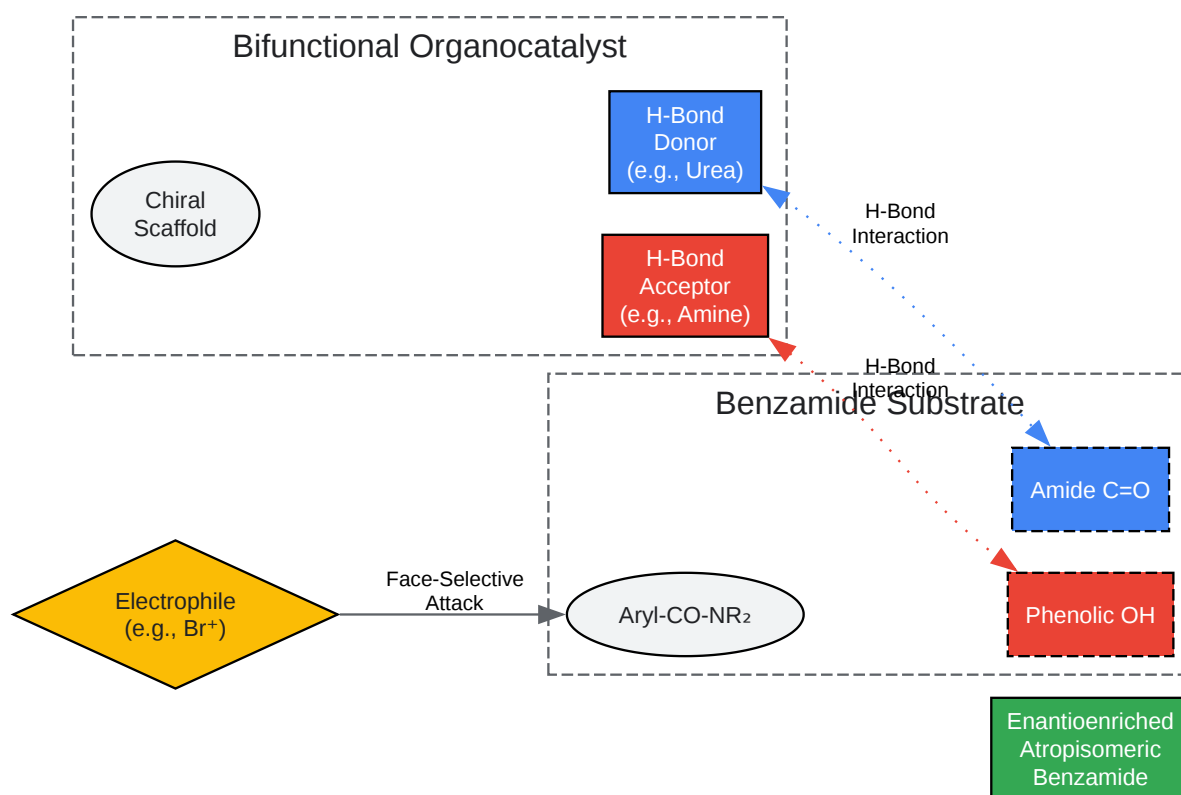 Bifunctional Organocatalyst
H-Bond
Donor
(e.g., Urea)
Chiral
Scaffold
H-Bond
Interaction
H-Bond
Acceptor
(e.g., Amine)
H-Bond
Interaction
Benzamide Substrate
Amide C=O
Face-Selective
Attack
Electrophile
(e.g., Br⁺)
Aryl-CO-NR₂
Phenolic OH
Enantioenriched
Atropisomeric
Benzamide